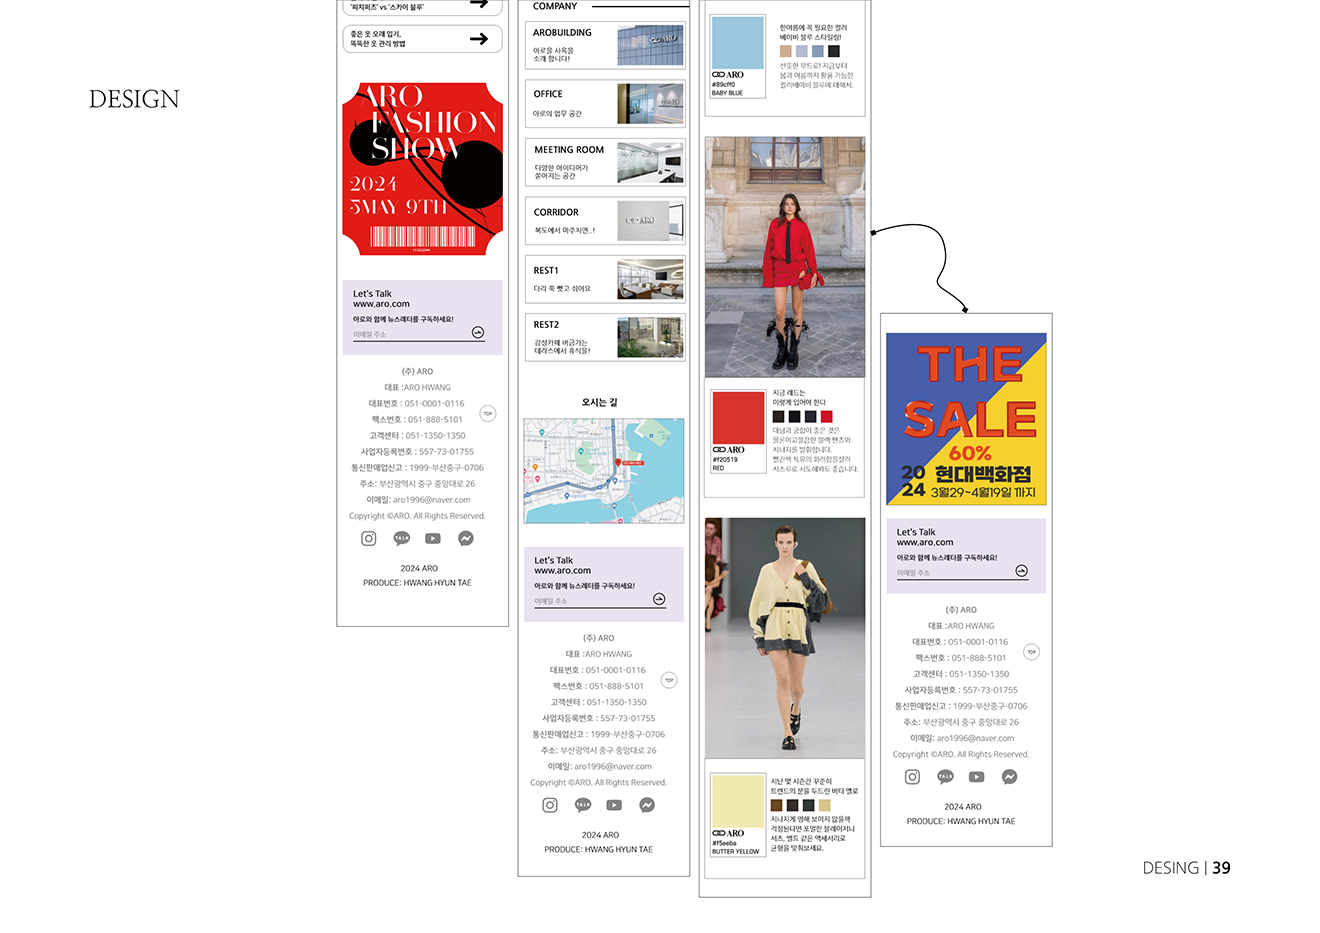 DESIGN
'피치퍼즈' vs '스카이 블루'
좋은 옷 오래 입기,
똑똑한 옷 관리 방법
ARO
FASHION
SHOW
2024
5MAY 9TH
Let's Talk
www.aro.com
아로와 함께 뉴스레터를 구독하세요!
이메일 주소
(주) ARO
대표 :ARO HWANG
대표번호 : 051-0001-0116
팩스번호 : 051-888-5101
TOP
고객센터 : 051-1350-1350
사업자등록번호 : 557-73-01755
통신판매업신고 : 1999-부산중구-0706
주소: 부산광역시 중구 중앙대로 26
이메일: aro1996@naver.com
Copyright ©ARO. All Rights Reserved.
TALK
2024 ARO
PRODUCE: HWANG HYUN TAE
COMPANY
AROBUILDING
아로을 사옥을
소개 합니다!
ARO
OFFICE
아로의 업무 공간
ARO
MEETING ROOM
다양한 아이디어가
쏟아지는 공간
CORRIDOR
복도에서 마주치면..!
ARO
REST1
다리 쭉 뻗고 쉬어요
REST2
감성카페 버금가는
테라스에서 휴식을!
오시는 길
Let's Talk
www.aro.com
아로와 함께 뉴스레터를 구독하세요!
이메일 주소
(주) ARO
대표 :ARO HWANG
대표번호 : 051-0001-0116
팩스번호 : 051-888-5101
TOP
고객센터 : 051-1350-1350
사업자등록번호 : 557-73-01755
통신판매업신고 : 1999-부산중구-0706
주소: 부산광역시 중구 중앙대로 26
이메일: aro1996@naver.com
Copyright ©ARO. All Rights Reserved.
TALK
2024 ARO
PRODUCE: HWANG HYUN TAE
ARO
#89cff0
BABY BLUE
한여름에 꼭 필요한 컬러
베이비 블루 스타일링!
산뜻한 무드로! 지금부터
봄과 여름까지 활용 가능한
컬러베이비 블루에 대해서.
ARO
#f20519
RED
지금 레드는
이렇게 입어야 한다
데님과 궁합이 좋은 것은
물론이고깔끔한 블랙 팬츠와
시너지를 발휘합니다.
빨간색 특유의 화려함을살려
시스루로 시도해봐도 좋습니다.
ARO
#f5eeba
BUTTER YELLOW
지난 몇 시즌간 꾸준히
트렌드의 문을 두드린 버터 옐로
지나치게 앳돼 보이지 않을까
걱정된다면 포멀한 블레이저나
셔츠, 벨트 같은 액세서리로
균형을 맞춰보세요.
THE
SALE
60%
2024 현대백화점
3월29~4월19일 까지
Let's Talk
www.aro.com
아로와 함께 뉴스레터를 구독하세요!
이메일 주소
(주) ARO
대표 :ARO HWANG
대표번호 : 051-0001-0116
팩스번호 : 051-888-5101
TOP
고객센터 : 051-1350-1350
사업자등록번호 : 557-73-01755
통신판매업신고 : 1999-부산중구-0706
주소: 부산광역시 중구 중앙대로 26
이메일: aro1996@naver.com
Copyright ©ARO. All Rights Reserved.
TALK
2024 ARO
PRODUCE: HWANG HYUN TAE
DESING | 39